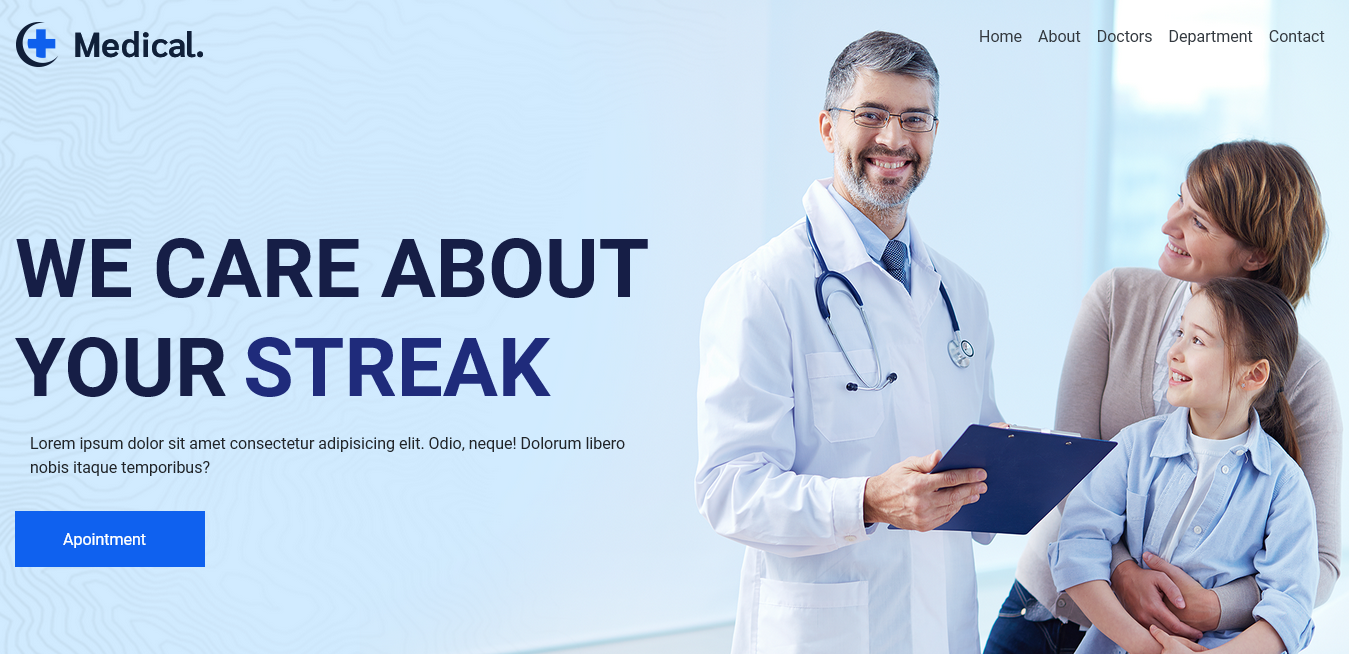 Medical.
Home About Doctors Department Contact
WE CARE ABOUT
YOUR STREAK
Lorem ipsum dolor sit amet consectetur adipisicing elit. Odio, neque! Dolorum libero
nobis itaque temporibus?
Apointment